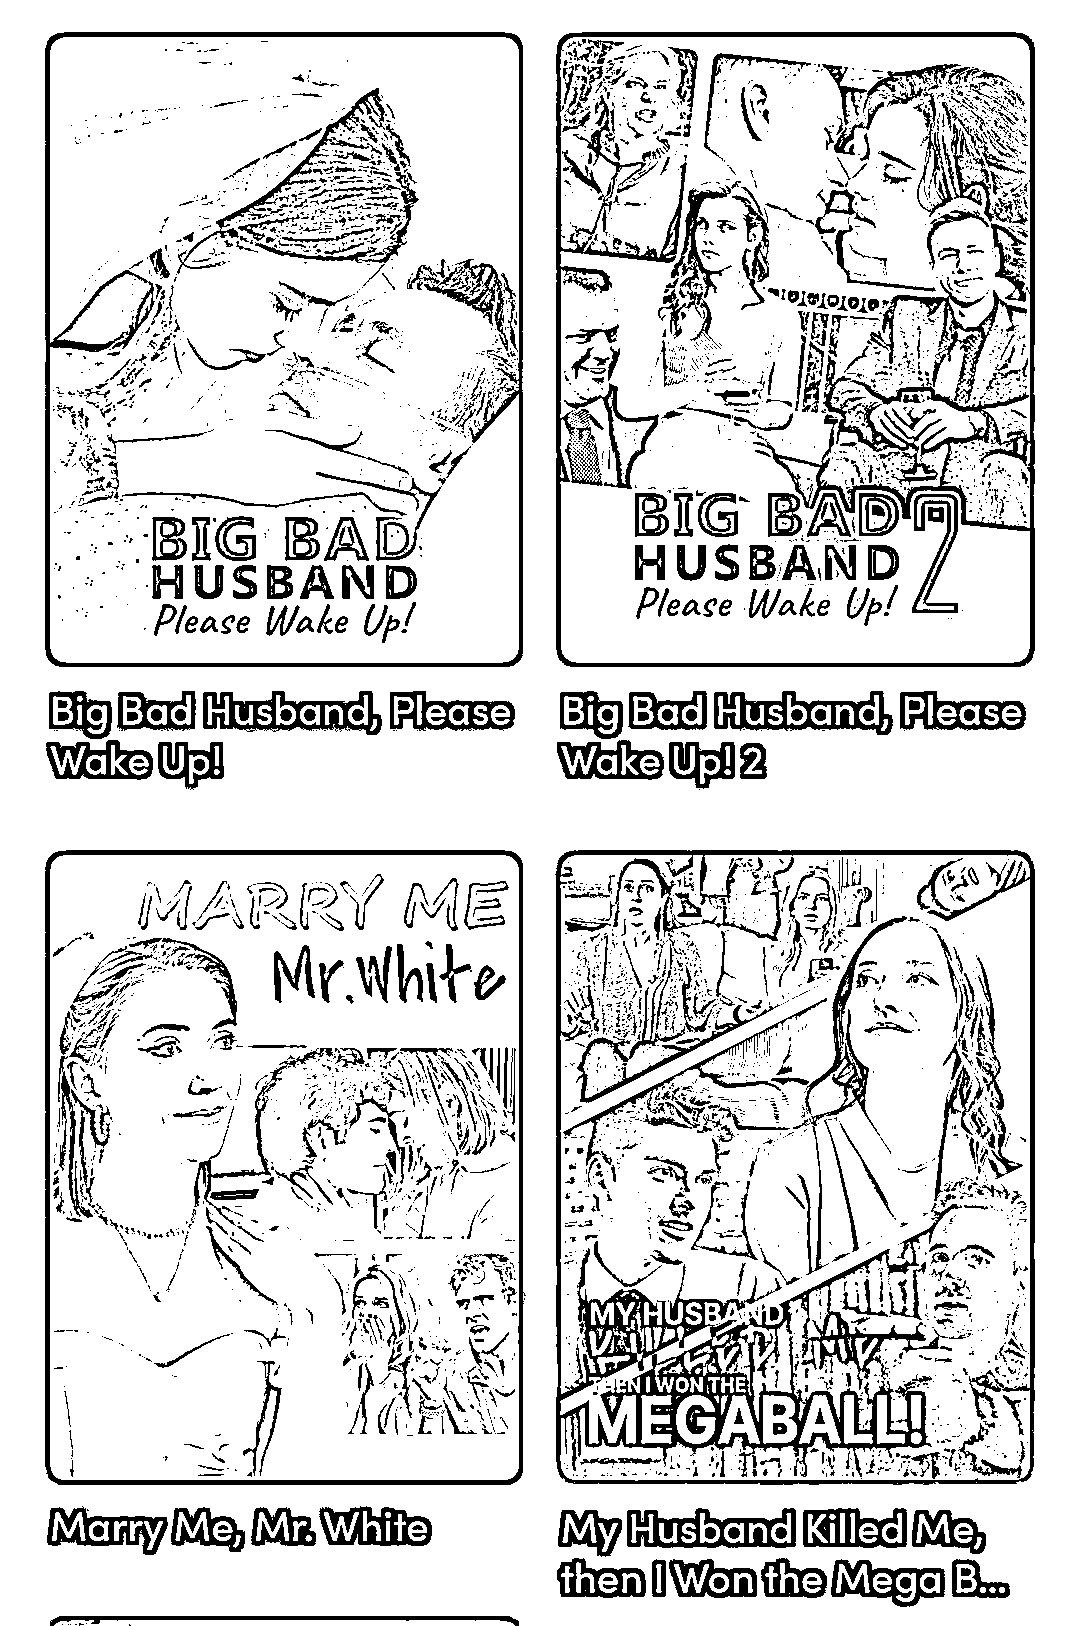 BIG BAD
HUSBAND
Please Wake Up!
Big Bad Husband, Please
Wake Up!
BIG BAD 2
HUSBAND
Please Wake Up!
Big Bad Husband, Please
Wake Up! 2
MARRY ME
Mr. White
Marry Me, Mr. White
MY HUSBAND
KILLED ME
THEN I WON THE
MEGABALL!
My Husband Killed Me,
then I Won the Mega B...